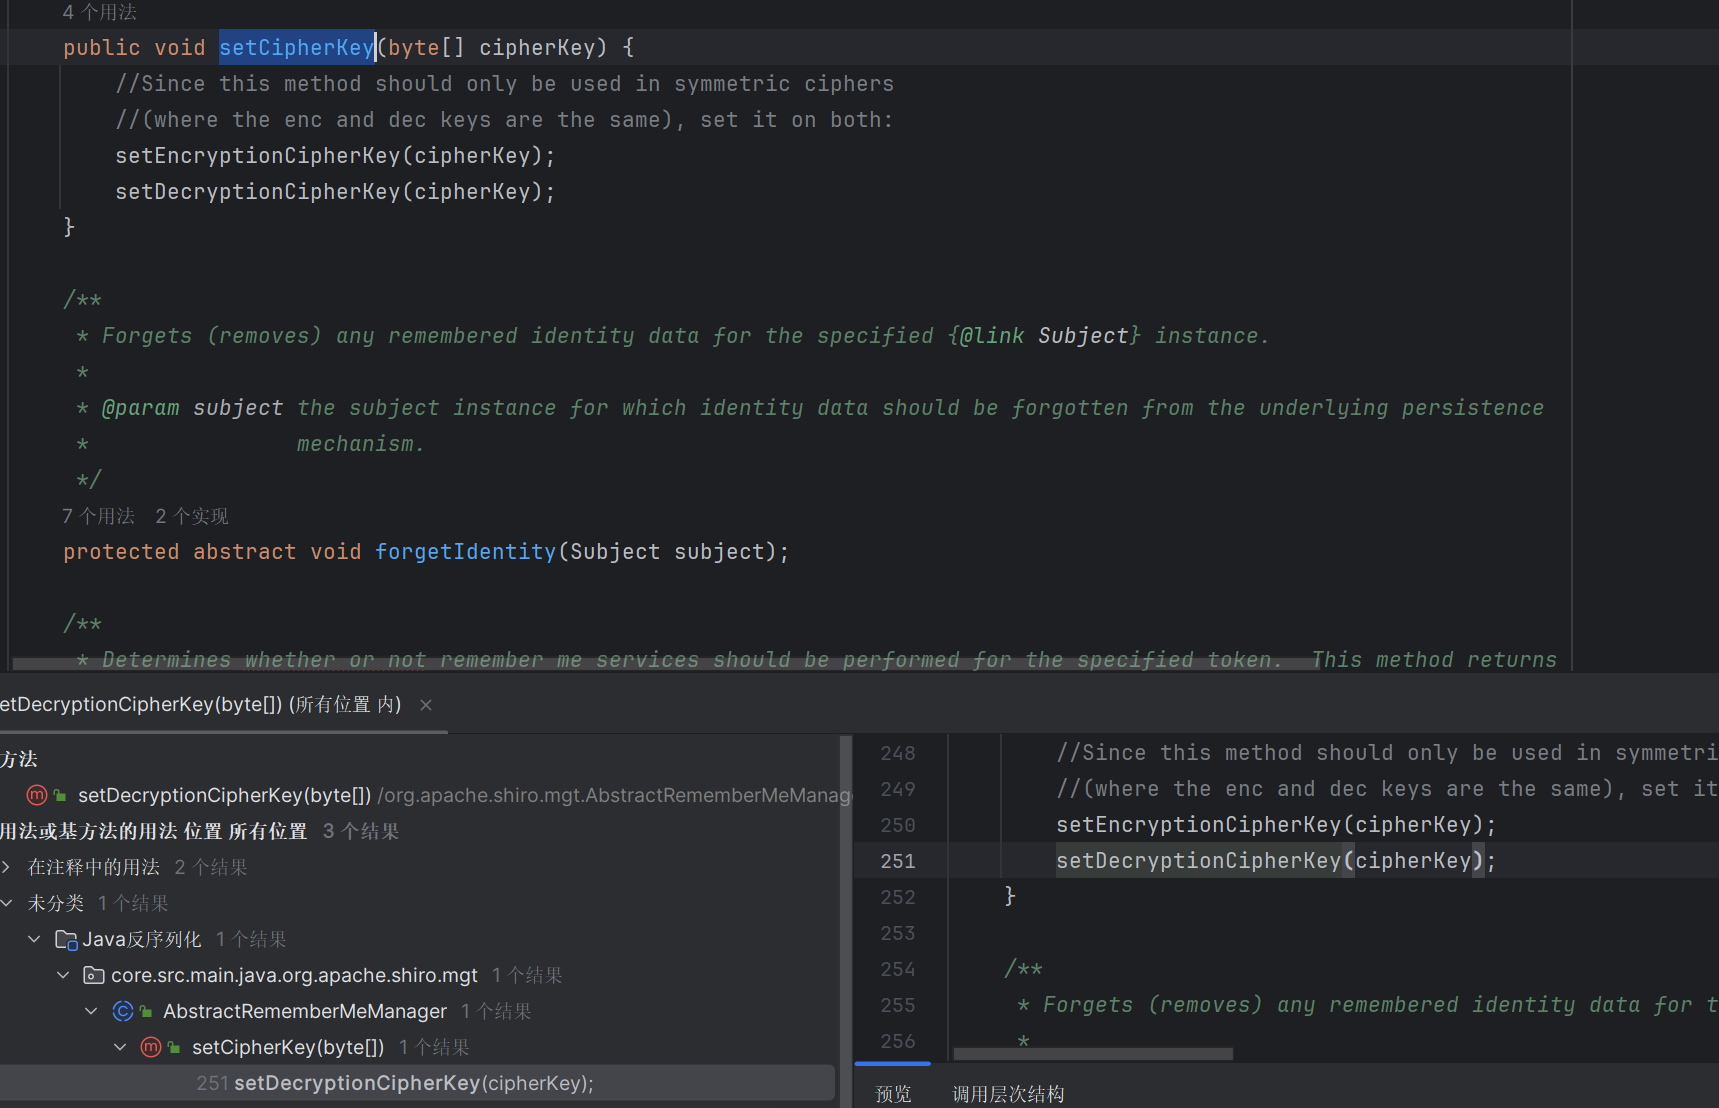 4 个用法
public void setCipherKey(byte[] cipherKey) {
//Since this method should only be used in symmetric ciphers
//(where the enc and dec keys are the same), set it on both:
setEncryptionCipherKey(cipherKey);
setDecryptionCipherKey(cipherKey);
}
/**
* Forgets (removes) any remembered identity data for the specified {@link Subject} instance.
*
* @param subject the subject instance for which identity data should be forgotten from the underlying persistence
* mechanism.
*/
7 个用法 2 个实现
protected abstract void forgetIdentity(Subject subject);
/**
* Determines whether or not remember me services should be performed for the specified token. This method returns
etDecryptionCipherKey(byte[]) (所有位置 内) ×
方法
setDecryptionCipherKey(byte[]) /org.apache.shiro.mgt.AbstractRememberMeManag
用法或基方法的用法 位置 所有位置 3 个结果
在注释中的用法 2 个结果
未分类 1 个结果
Java反序列化 1 个结果
core.src.main.java.org.apache.shiro.mgt 1 个结果
AbstractRememberMeManager 1 个结果
setCipherKey(byte[]) 1 个结果
251 setDecryptionCipherKey(cipherKey);
248 //Since this method should only be used in symmetri
249 //(where the enc and dec keys are the same), set it
250 setEncryptionCipherKey(cipherKey);
251 setDecryptionCipherKey(cipherKey);
252 }
253
254 /**
255 * Forgets (removes) any remembered identity data for t
256 *
预览 调用层次结构